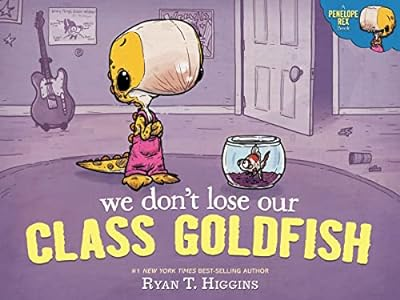 A
PENELOPE
REX
Book
we don't lose our
CLASS GOLDFISH
#1 NEW YORK TIMES BEST-SELLING AUTHOR
RYAN T. HIGGINS